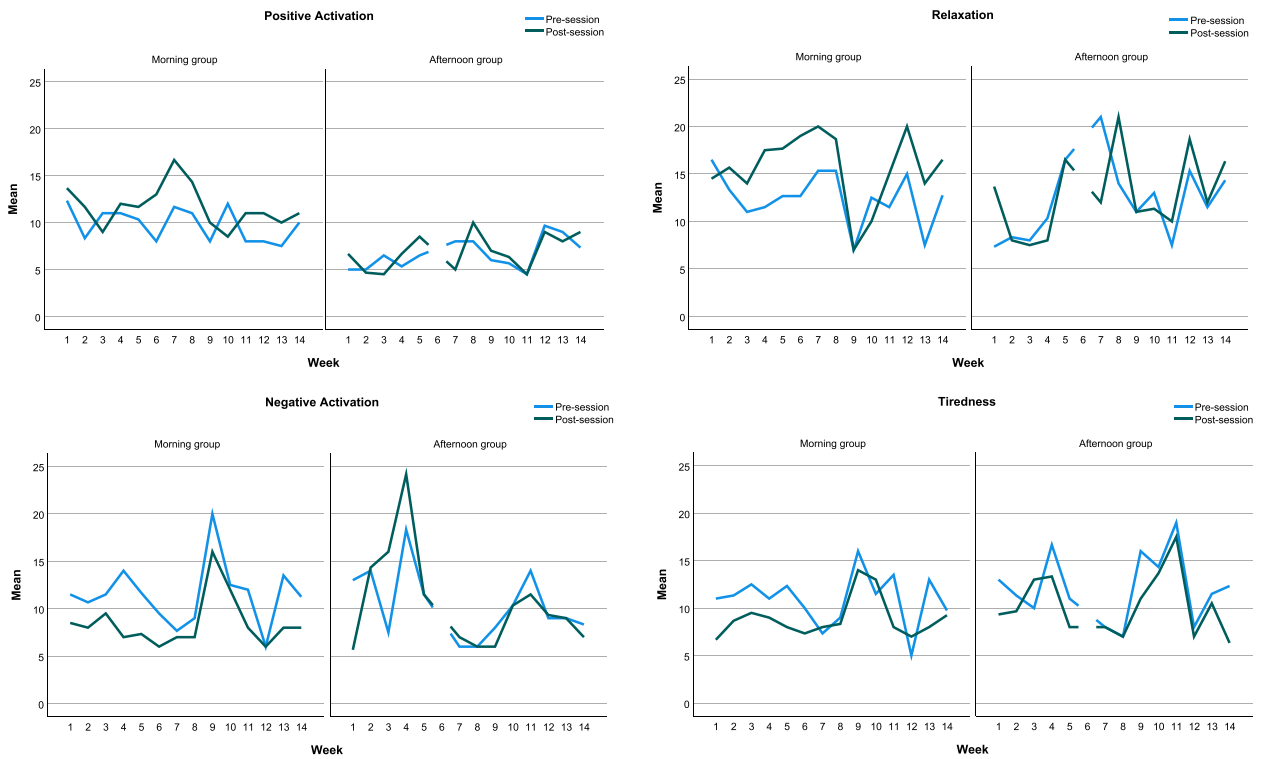 Positive Activation
Pre-session
Post-session
Morning group
Afternoon group
25
20
15
10
5
0
Mean
1 2 3 4 5 6 7 8 9 10 11 12 13 14
1 2 3 4 5 6 7 8 9 10 11 12 13 14
Week
Relaxation
Pre-session
Post-session
Morning group
Afternoon group
25
20
15
10
5
0
Mean
1 2 3 4 5 6 7 8 9 10 11 12 13 14
1 2 3 4 5 6 7 8 9 10 11 12 13 14
Week
Negative Activation
Pre-session
Post-session
Morning group
Afternoon group
25
20
15
10
5
0
Mean
1 2 3 4 5 6 7 8 9 10 11 12 13 14
1 2 3 4 5 6 7 8 9 10 11 12 13 14
Week
Tiredness
Pre-session
Post-session
Morning group
Afternoon group
25
20
15
10
5
0
Mean
1 2 3 4 5 6 7 8 9 10 11 12 13 14
1 2 3 4 5 6 7 8 9 10 11 12 13 14
Week